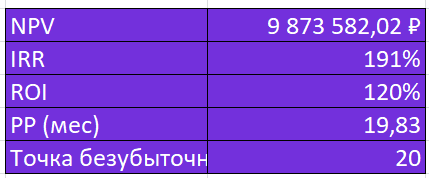 NPV 9 873 582,02 ₽
IRR 191%
ROI 120%
PP (мес) 19,83
Точка безубыточн 20